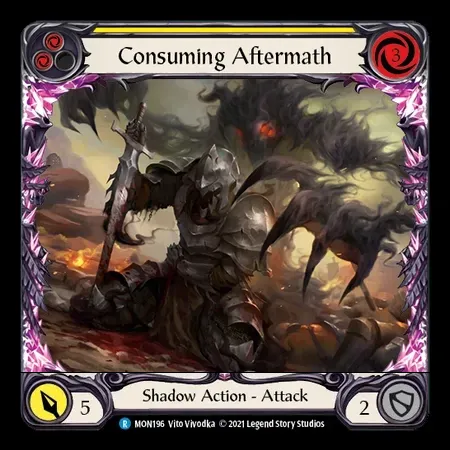 Consuming Aftermath
3
Shadow Action - Attack
5
2
R MON196 Vito Vivodka © 2021 Legend Story Studios